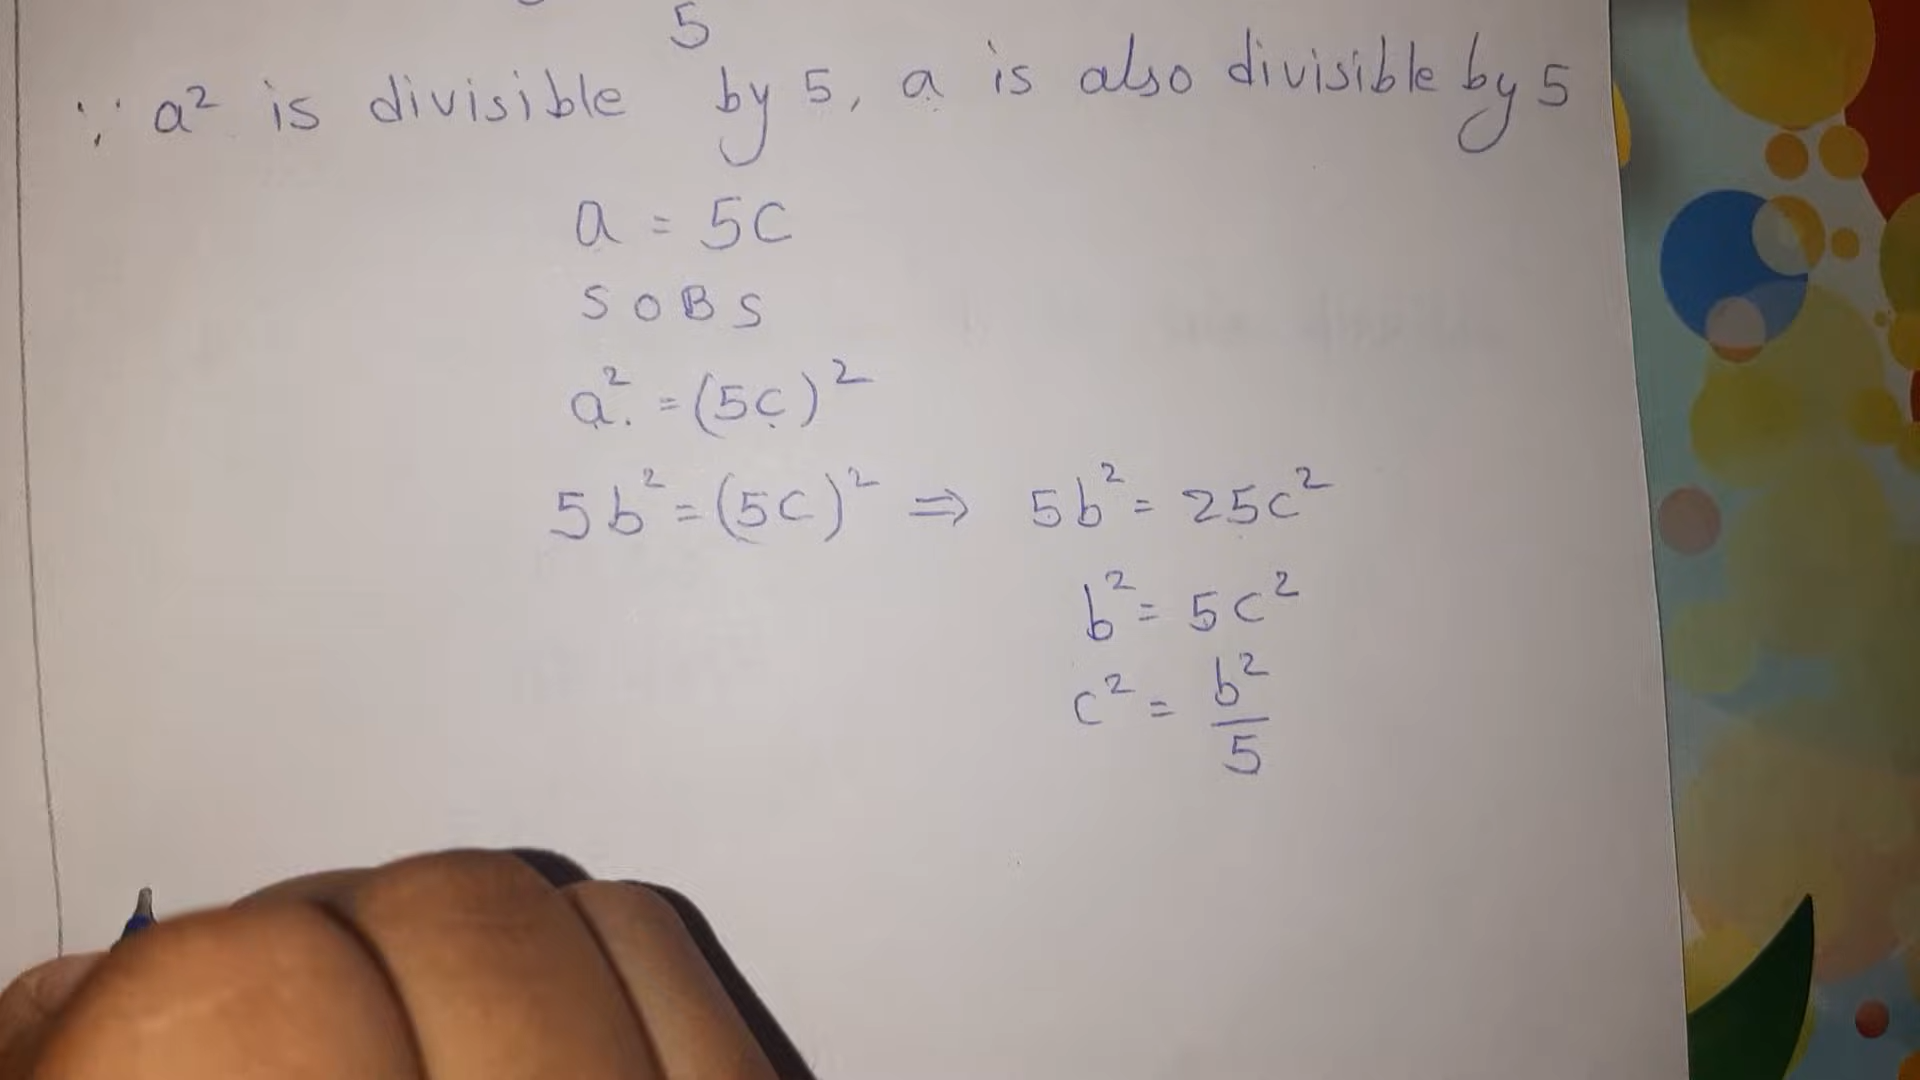 5
∵ a² is divisible by 5, a is also divisible by 5
a = 5C
S O B S
a² = (5C)²
5b² = (5C)² ⇒ 5b² = 25c²
b² = 5c²
c² = b²
5